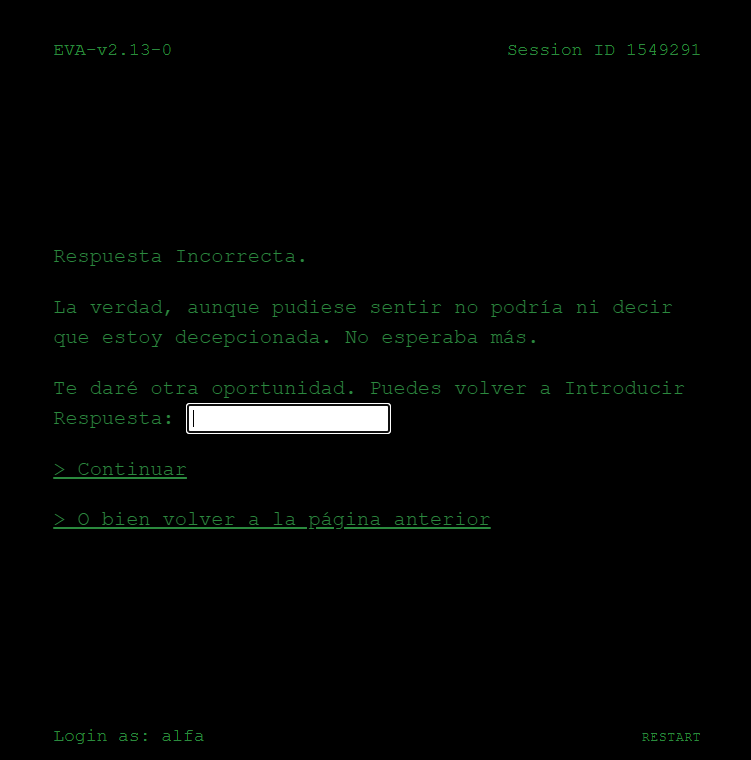 EVA-v2.13-0
Session ID 1549291
Respuesta Incorrecta.
La verdad, aunque pudiese sentir no podría ni decir
que estoy decepcionada. No esperaba más.
Te daré otra oportunidad. Puedes volver a Introducir
Respuesta:
> Continuar
> O bien volver a la página anterior
Login as: alfa
RESTART